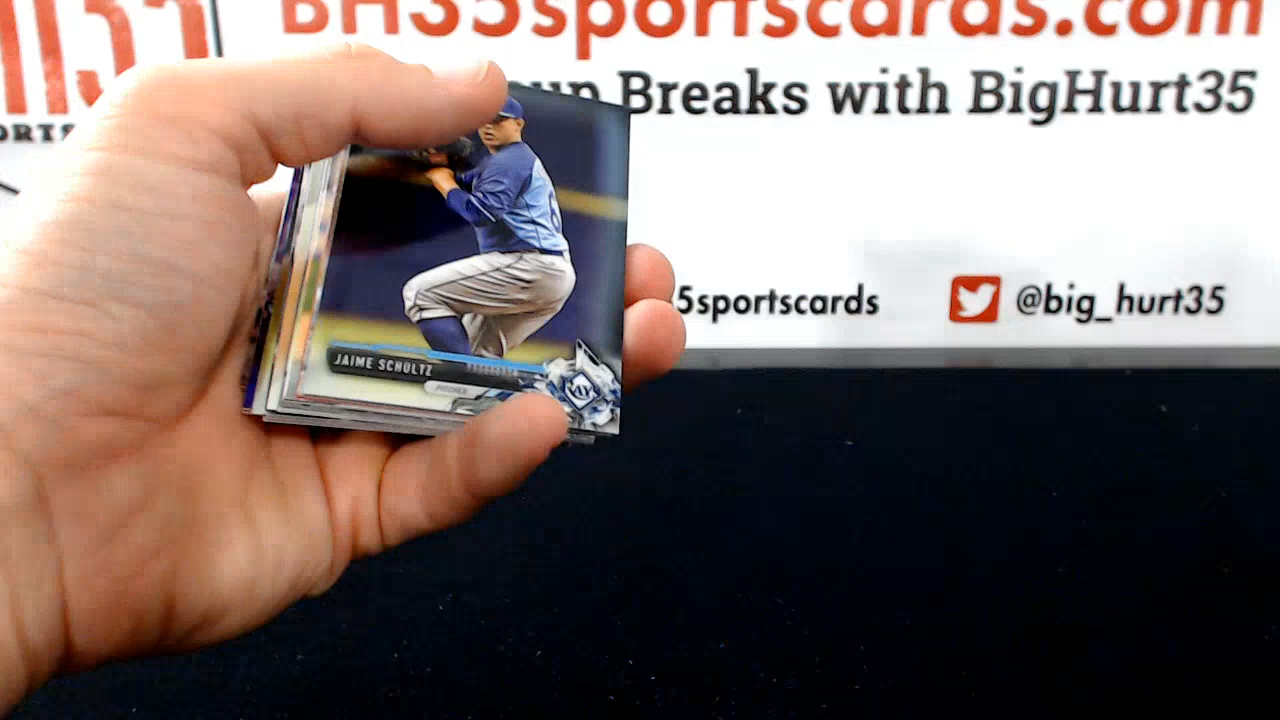 BH35sportscards.com
up Breaks with BigHurt35
5sportscards
@big_hurt35
JAIME SCHULTZ
PITCHER